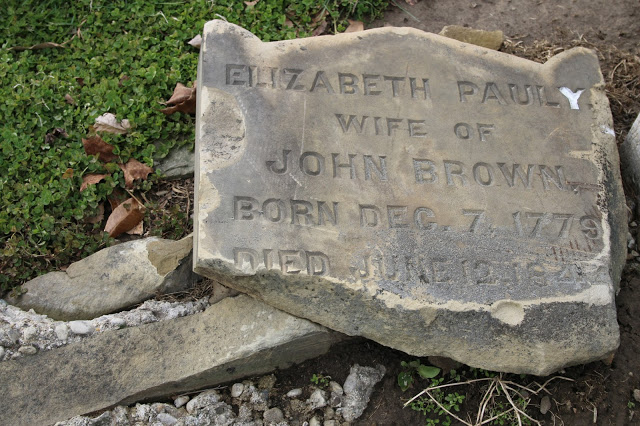 ELIZABETH PAULY
WIFE OF
JOHN BROWN,
BORN DEC. 7, 1779
DIED JUNE 12,